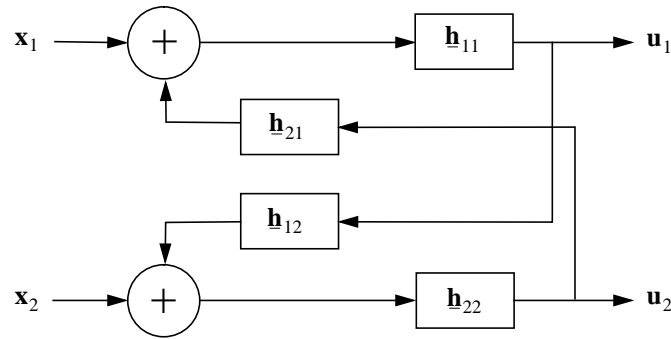 x₁ + h₁₁ u₁
h₂₁
h₁₂
x₂ + h₂₂ u₂